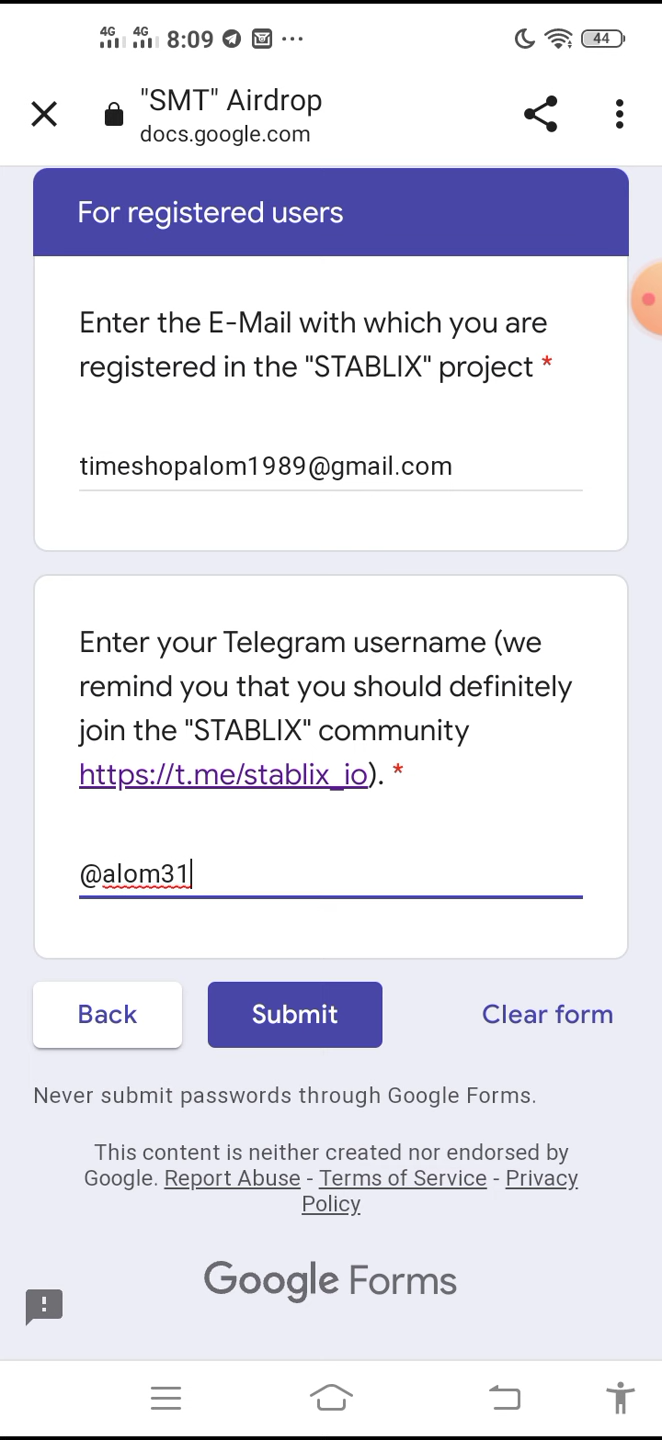 4G 4G 8:09 ··· 44
"SMT" Airdrop
docs.google.com
For registered users
Enter the E-Mail with which you are
registered in the "STABLIX" project *
timeshopalom1989@gmail.com
Enter your Telegram username (we
remind you that you should definitely
join the "STABLIX" community
https://t.me/stablix_io). *
@alom31
Back Submit Clear form
Never submit passwords through Google Forms.
This content is neither created nor endorsed by
Google. Report Abuse - Terms of Service - Privacy
Policy
Google Forms